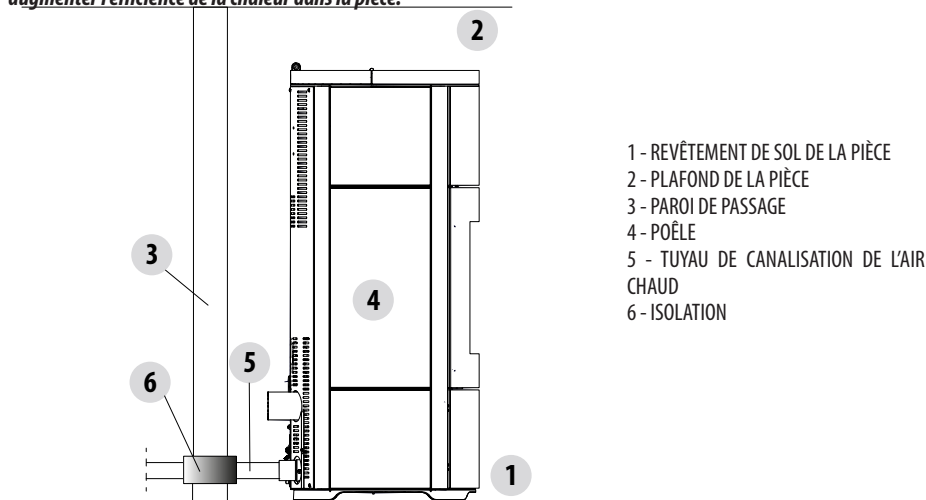 augmenter l'efficience de la chaleur dans la pièce.
2
3
4
5
6
1
1 - REVÊTEMENT DE SOL DE LA PIÈCE
2 - PLAFOND DE LA PIÈCE
3 - PAROI DE PASSAGE
4 - POÊLE
5 - TUYAU DE CANALISATION DE L'AIR
CHAUD
6 - ISOLATION